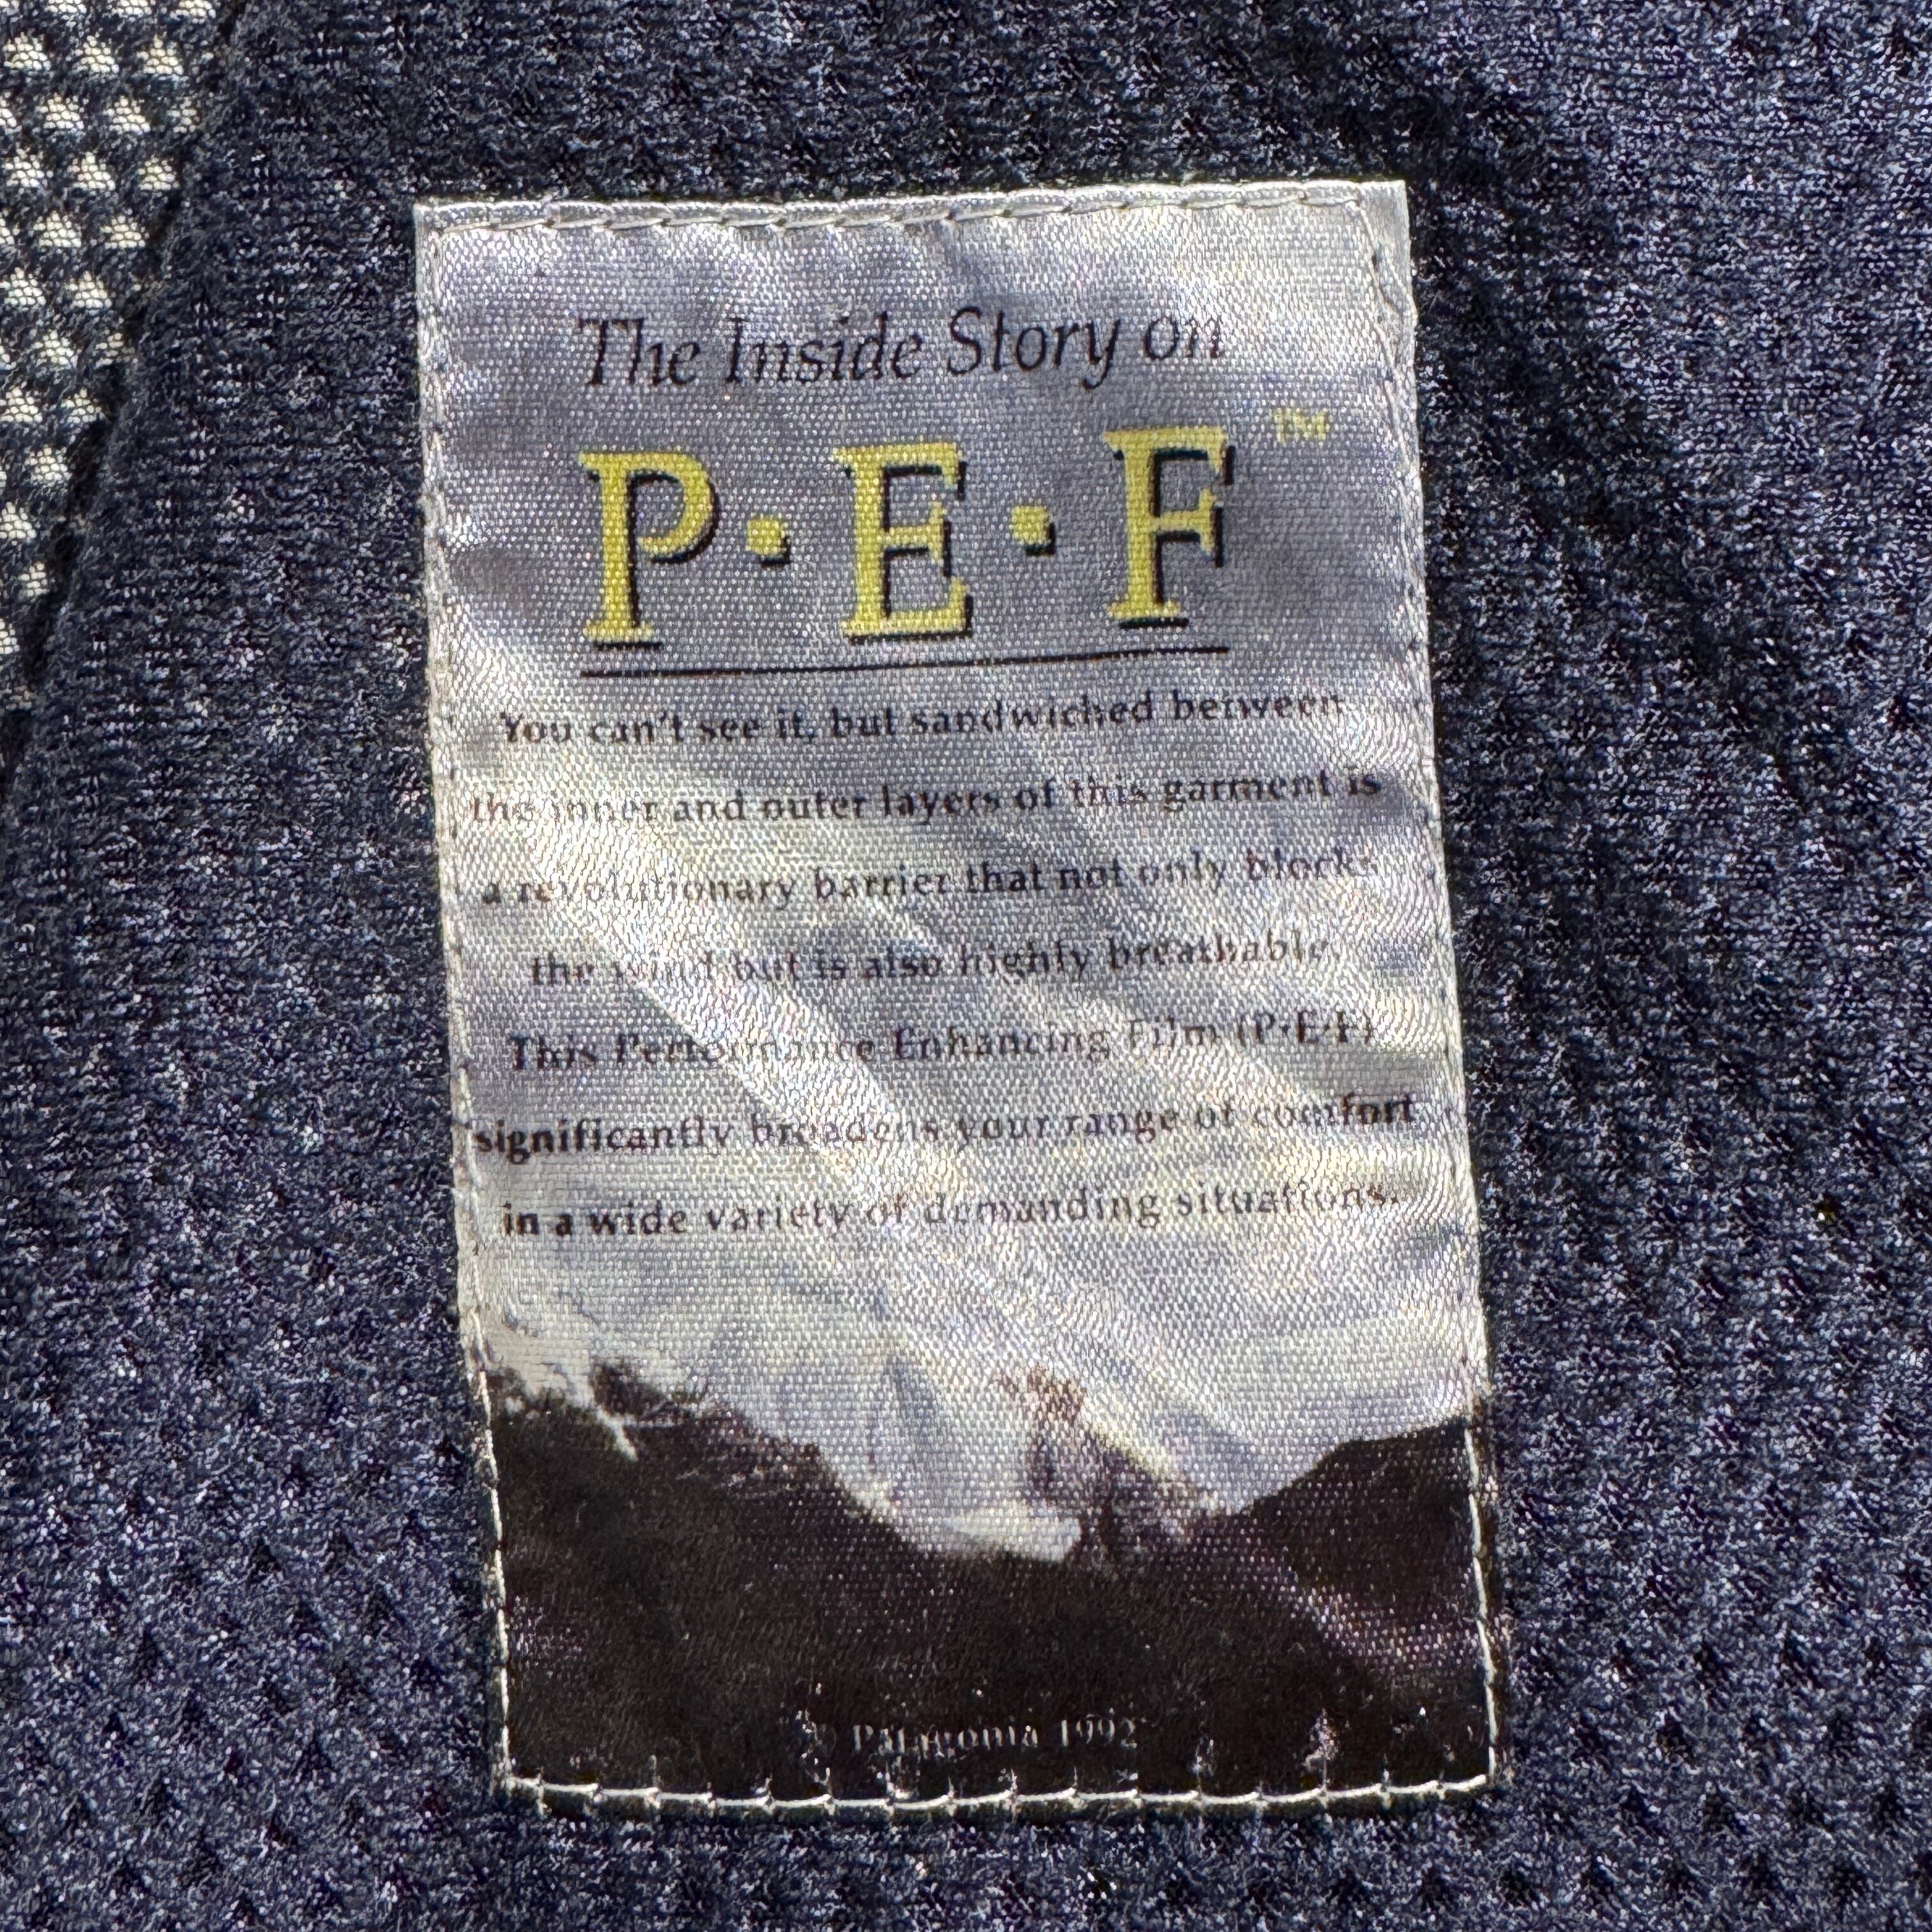 The Inside Story on
P·E·F™
You can't see it, but sandwiched between
the inner and outer layers of this garment is
a revolutionary barrier that not only blocks
the wind but is also highly breathable.
This Performance Enhancing Film (P·E·F)
significantly broadens your range of comfort
in a wide variety of demanding situations.
© Patagonia 1992